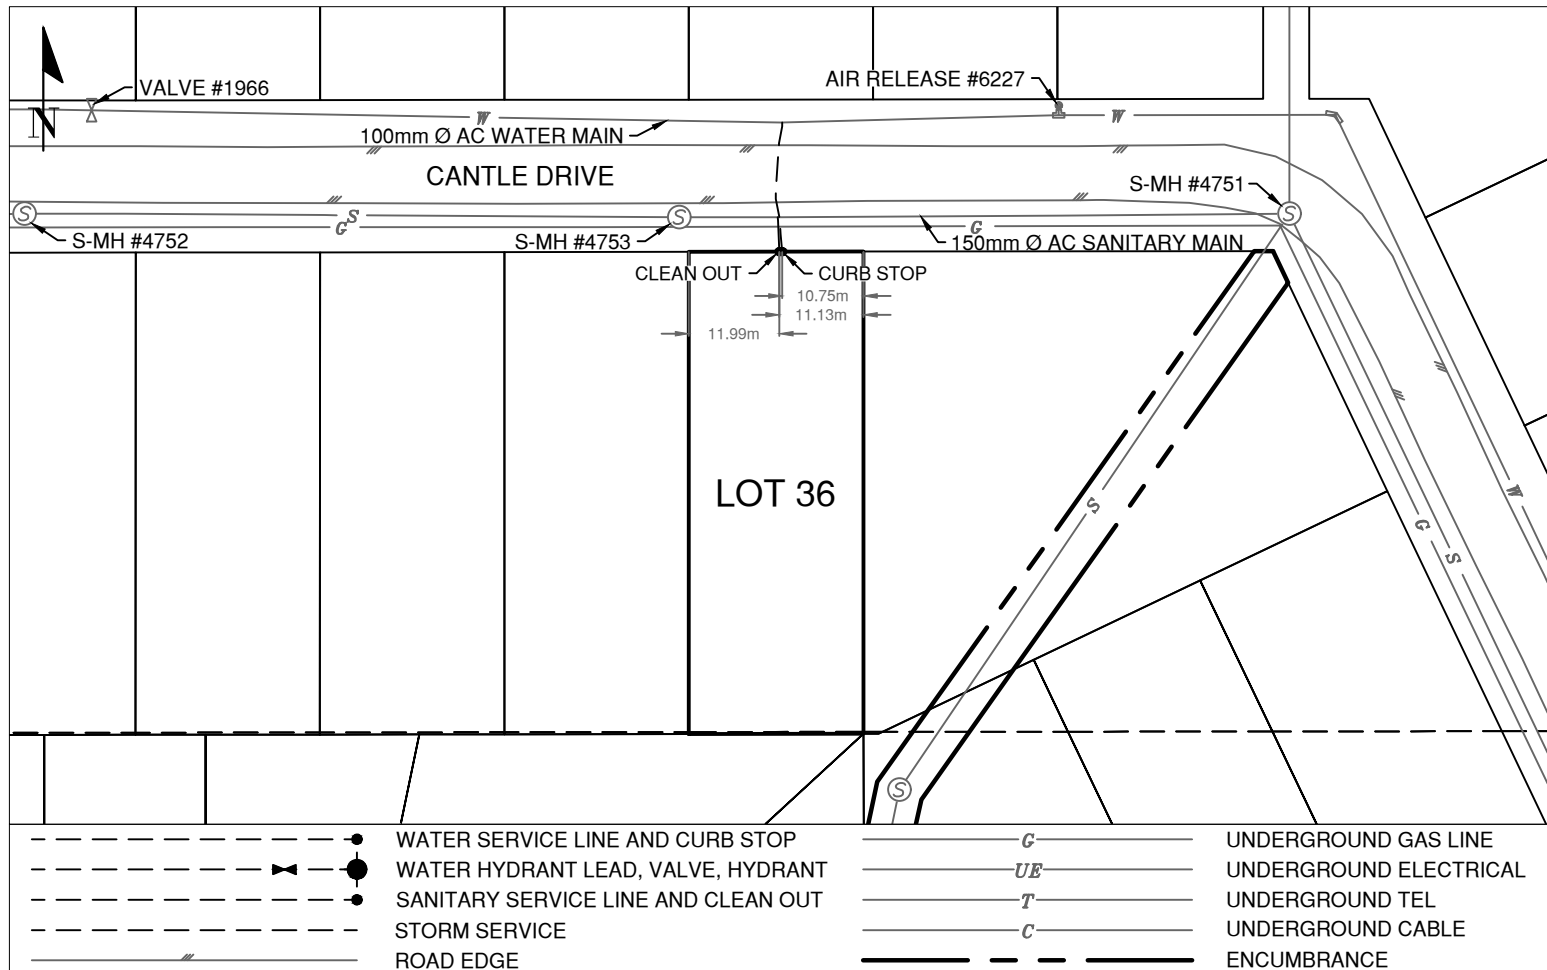 VALVE #1966
AIR RELEASE #6227
N
W
W
100mm Ø AC WATER MAIN
CANTLE DRIVE
S-MH #4751
S
S
S
S
G
G
S-MH #4752
S-MH #4753
150mm Ø AC SANITARY MAIN
CLEAN OUT
CURB STOP
10.75m
11.13m
11.99m
LOT 36
S
W
G
S
S
WATER SERVICE LINE AND CURB STOP
WATER HYDRANT LEAD, VALVE, HYDRANT
SANITARY SERVICE LINE AND CLEAN OUT
STORM SERVICE
ROAD EDGE
G
UNDERGROUND GAS LINE
UE
UNDERGROUND ELECTRICAL
T
UNDERGROUND TEL
C
UNDERGROUND CABLE
ENCUMBRANCE